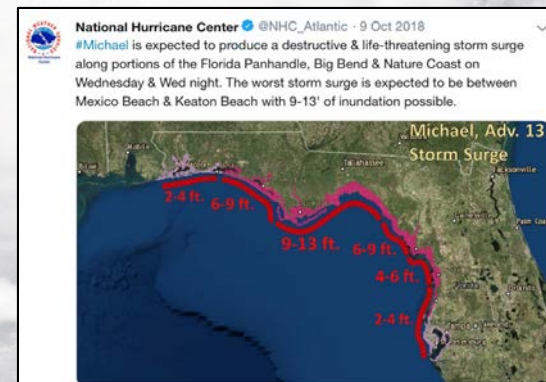 National Hurricane Center @NHC_Atlantic · 9 Oct 2018
#Michael is expected to produce a destructive & life-threatening storm surge
along portions of the Florida Panhandle, Big Bend & Nature Coast on
Wednesday & Wed night. The worst storm surge is expected to be between
Mexico Beach & Keaton Beach with 9-13' of inundation possible.
Michael, Adv. 13
Storm Surge
Mobile
Tallahassee
Jacksonville
2-4 ft.
6-9 ft.
9-13 ft.
6-9 ft.
4-6 ft.
2-4 ft.